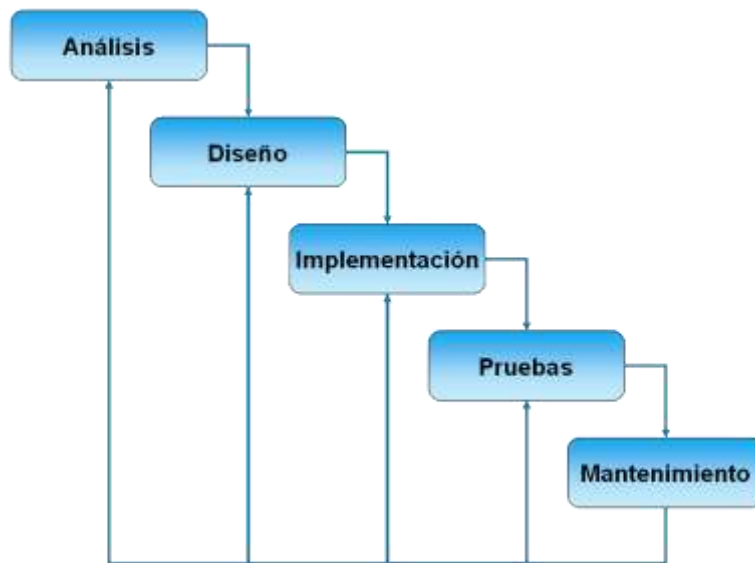 Análisis
Diseño
Implementación
Pruebas
Mantenimiento